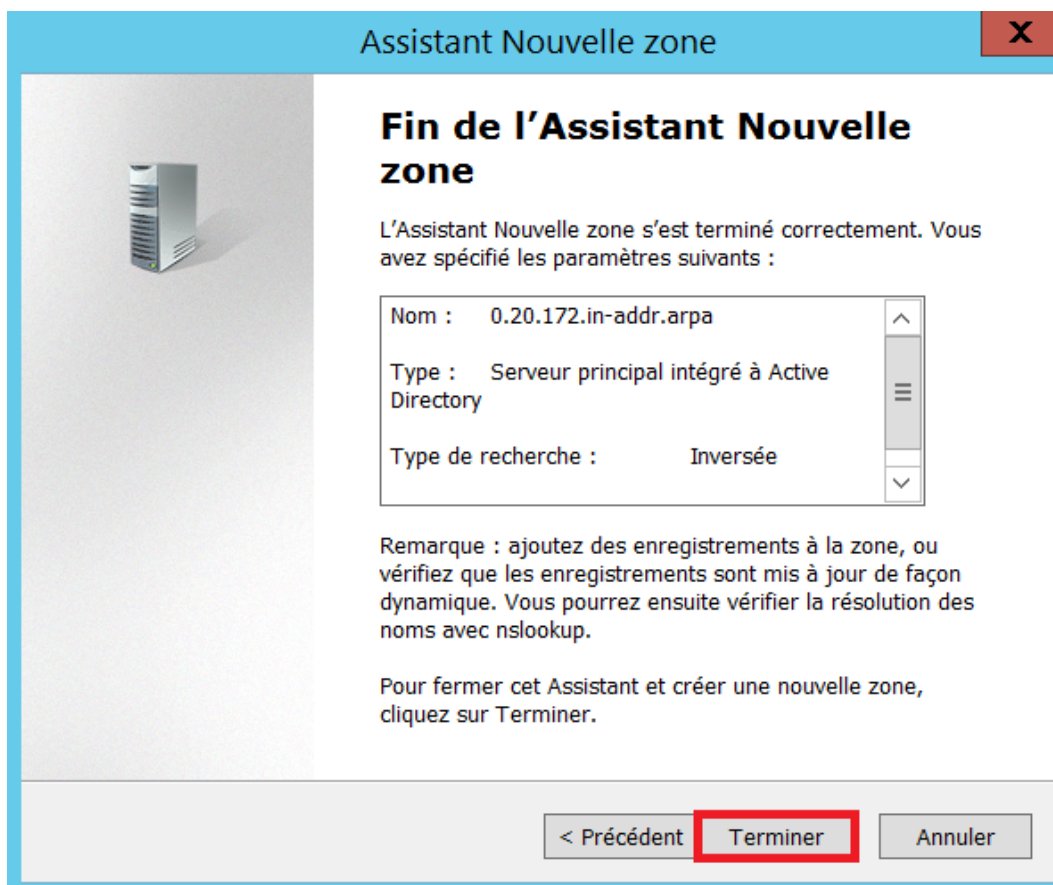 Assistant Nouvelle zone
X
Fin de l’Assistant Nouvelle
zone
L’Assistant Nouvelle zone s’est terminé correctement. Vous
avez spécifié les paramètres suivants :
Nom : 0.20.172.in-addr.arpa
Type : Serveur principal intégré à Active
Directory
Type de recherche : Inversée
Remarque : ajoutez des enregistrements à la zone, ou
vérifiez que les enregistrements sont mis à jour de façon
dynamique. Vous pourrez ensuite vérifier la résolution des
noms avec nslookup.
Pour fermer cet Assistant et créer une nouvelle zone,
cliquez sur Terminer.
< Précédent Terminer Annuler